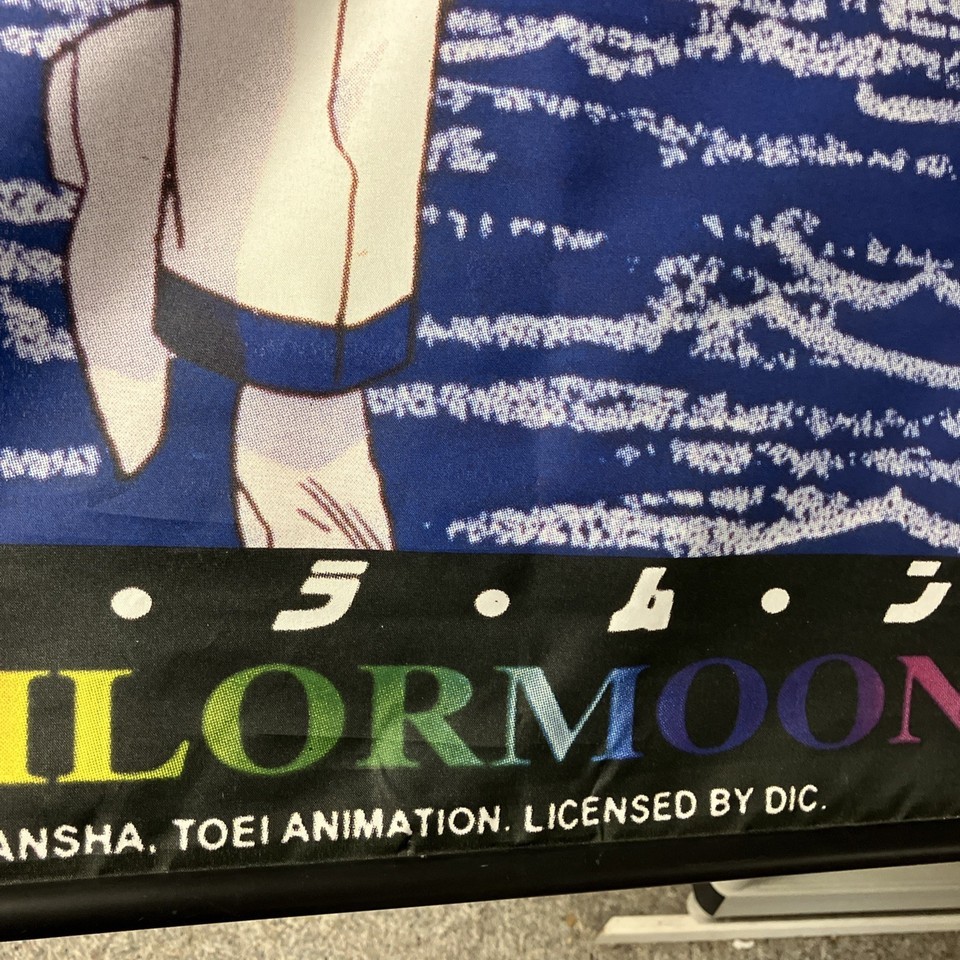 ・ラ・ム・ン
ILORMOON
ANSHA. TOEI ANIMATION. LICENSED BY DIC.